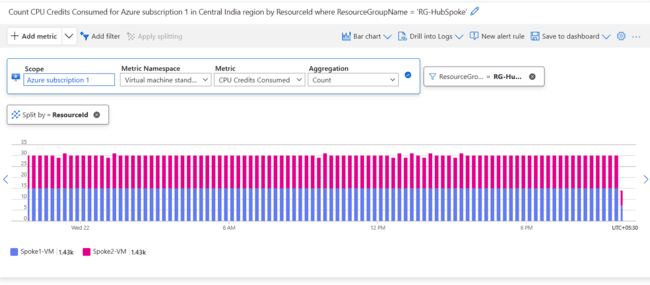 Count CPU Credits Consumed for Azure subscription 1 in Central India region by ResourceId where ResourceGroupName = 'RG-HubSpoke'
Add metric Add filter Apply splitting Bar chart Drill into Logs New alert rule Save to dashboard ...
Scope Metric Namespace Metric Aggregation
Azure subscription 1 Virtual machine stand... CPU Credits Consumed Count
ResourceGro... = RG-Hu...
Split by = ResourceId
35
30
25
20
15
10
5
0
Wed 22 6 AM 12 PM 6 PM UTC+05:30
Spoke1-VM 1.43k Spoke2-VM 1.43k